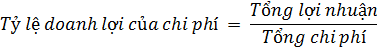 Tỷ lệ doanh lợi của chi phí = Tổng lợi nhuận / Tổng chi phí